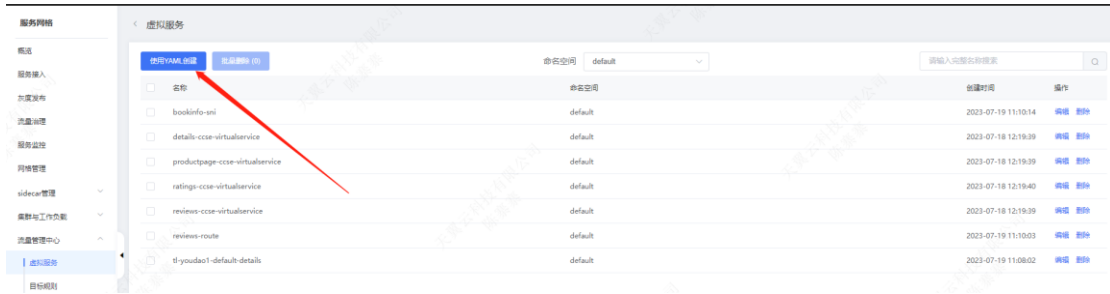 服务网格
虚拟服务
概览
服务接入
灰度发布
流量治理
服务监控
网格管理
sidecar管理
集群与工作负载
流量管理中心
虚拟服务
目标规则
使用YAML创建 批量删除 (0)
命名空间 default
请输入完整名称搜索
名称 命名空间 创建时间 操作
bookinfo-sni default 2023-07-19 11:10:14 编辑 删除
details-ccse-virtualservice default 2023-07-18 12:19:39 编辑 删除
productpage-ccse-virtualservice default 2023-07-18 12:19:39 编辑 删除
ratings-ccse-virtualservice default 2023-07-18 12:19:40 编辑 删除
reviews-ccse-virtualservice default 2023-07-18 12:19:39 编辑 删除
reviews-route default 2023-07-19 11:10:03 编辑 删除
tl-youdao1-default-details default 2023-07-19 11:08:02 编辑 删除